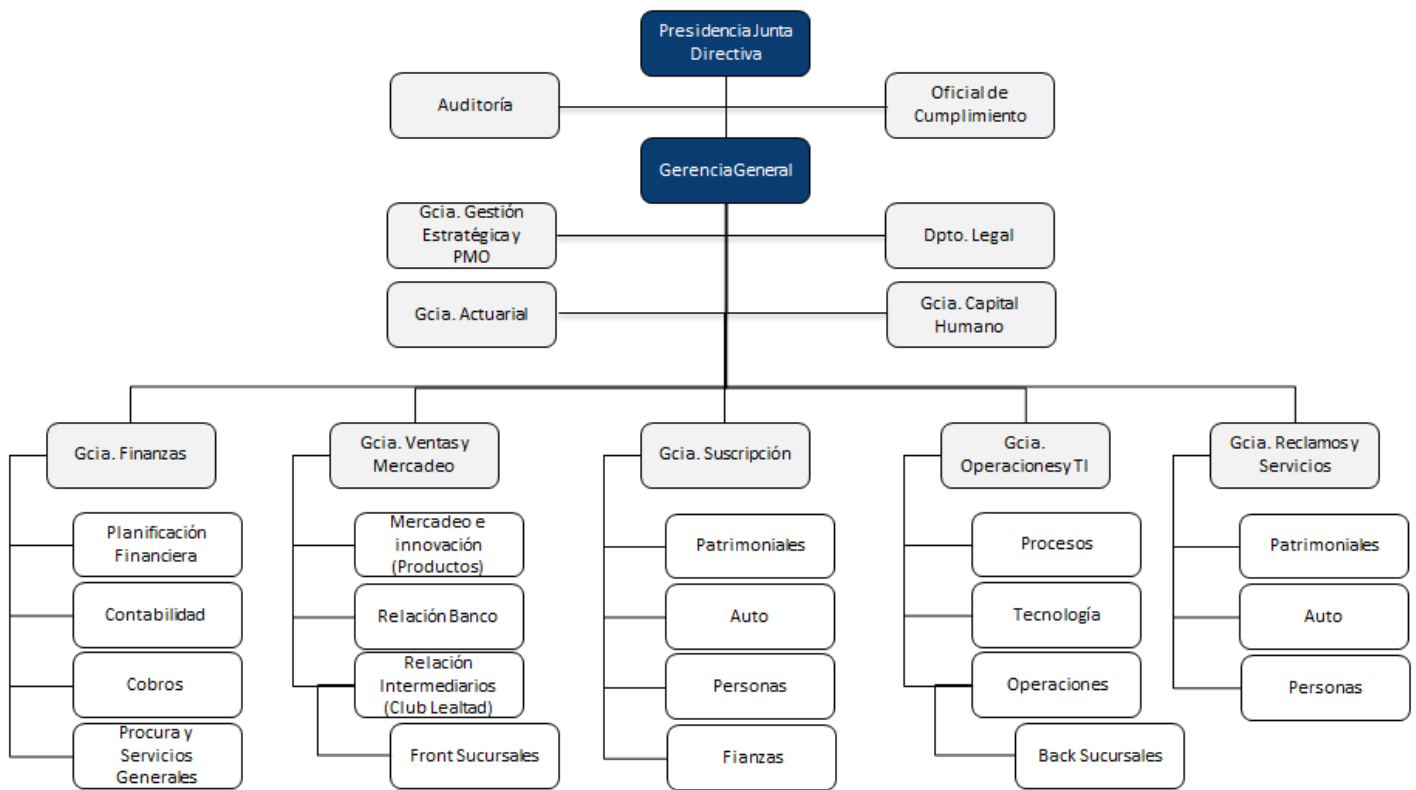 Presidencia Junta
Directiva
Auditoría
Oficial de
Cumplimiento
Gerencia General
Gcia. Gestión
Estratégica y
PMO
Dpto. Legal
Gcia. Actuarial
Gcia. Capital
Humano
Gcia. Finanzas
Gcia. Ventas y
Mercadeo
Gcia. Suscripción
Gcia.
Operaciones y TI
Gcia. Reclamos y
Servicios
Planificación
Financiera
Mercadeo e
innovación
(Productos)
Patrimoniales
Procesos
Patrimoniales
Contabilidad
Relación Banco
Auto
Tecnología
Auto
Cobros
Relación
Intermediarios
(Club Lealtad)
Personas
Operaciones
Personas
Procura y
Servicios
Generales
Front Sucursales
Fianzas
Back Sucursales